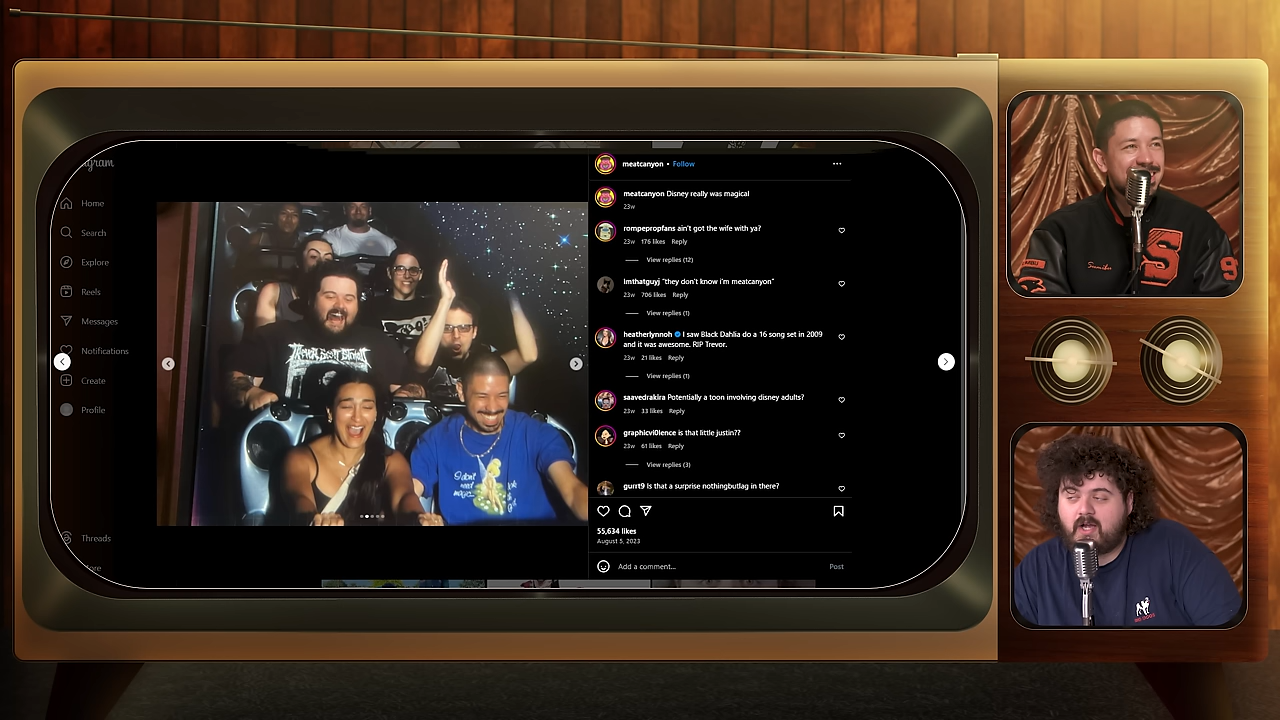 gram
Home
Search
Explore
Reels
Messages
Notifications
Create
Profile
Threads
meatcanyon • Follow
meatcanyon Disney really was magical
23w
rompepropfans ain't got the wife with ya?
23w 176 likes Reply
View replies (12)
imthatguyj "they don't know i'm meatcanyon"
23w 706 likes Reply
View replies (1)
heatherlynnoh I saw Black Dahlia do a 16 song set in 2009
and it was awesome. RIP Trevor.
23w 21 likes Reply
View replies (1)
saavedrakira Potentially a toon involving disney adults?
23w 33 likes Reply
graphicvi0lence is that little justin??
23w 61 likes Reply
View replies (3)
gurrt9 Is that a surprise nothingbutlag in there?
55,634 likes
August 5, 2023
Add a comment...
Post
I don't
need
magic
S
9